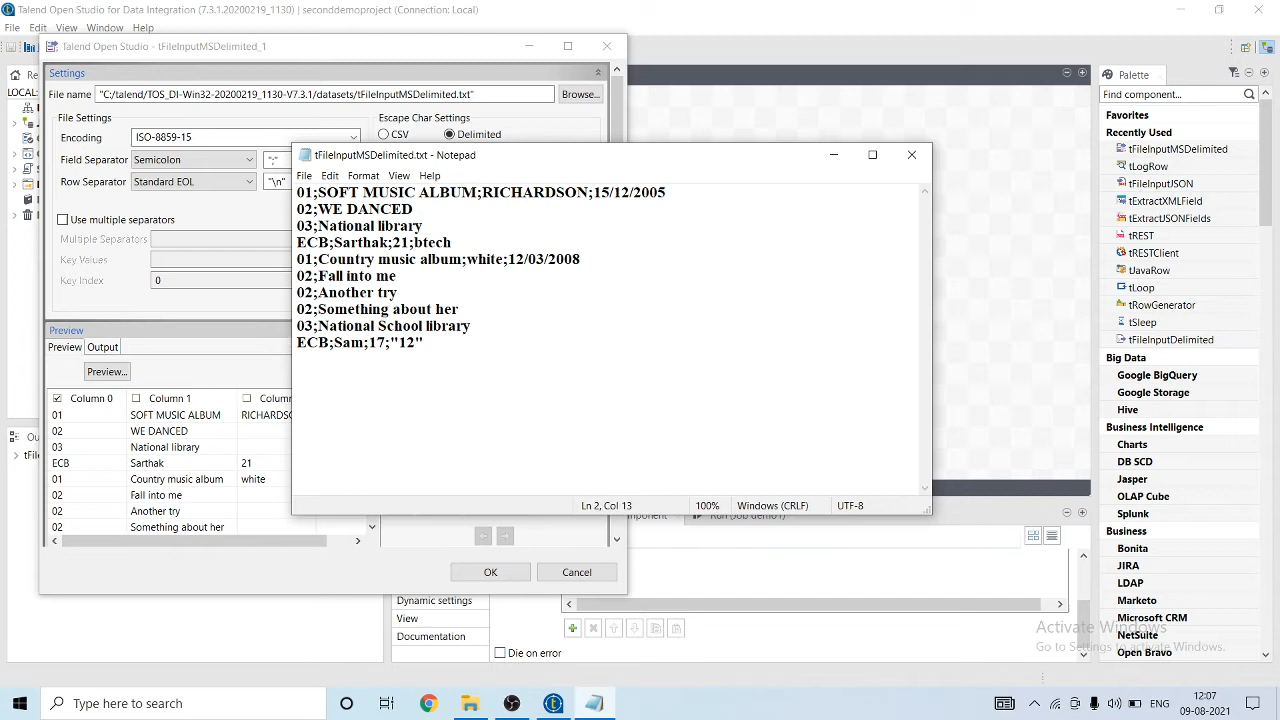 Talend Open Studio for Data Integration (7.3.1.20200219_1130) | seconddemoproject (Connection: Local)
File Edit View Window Help
Talend Open Studio - tFileInputMSDelimited_1
Settings
File name "C:/talend/TOS_DI-Win32-20200219_1130-V7.3.1/datasets/tFileInputMSDelimited.txt" Browse...
File Settings
Escape Char Settings
Encoding ISO-8859-15
CSV Delimited
Field Separator Semicolon ";"
Row Separator Standard EOL "\n"
Use multiple separators
Multiple Separators
Key Values
Key Index 0
Preview
Preview Output
Preview...
Column 0 Column 1
01 SOFT MUSIC ALBUM
02 WE DANCED
03 National library
ECB Sarthak 21
01 Country music album white
02 Fall into me
02 Another try
02 Something about her
OK Cancel
tFileInputMSDelimited.txt - Notepad
File Edit Format View Help
01;SOFT MUSIC ALBUM;RICHARDSON;15/12/2005
02;WE DANCED
03;National library
ECB;Sarthak;21;btech
01;Country music album;white;12/03/2008
02;Fall into me
02;Another try
02;Something about her
03;National School library
ECB;Sam;17;"12"
Ln 2, Col 13 100% Windows (CRLF) UTF-8
Dynamic settings
View
Documentation
Die on error
Palette
Find component...
Favorites
Recently Used
tFileInputMSDelimited
tLogRow
tFileInputJSON
tExtractXMLField
tExtractJSONFields
tREST
tRESTClient
tJavaRow
tLoop
tRowGenerator
tSleep
tFileInputDelimited
Big Data
Google BigQuery
Google Storage
Hive
Business Intelligence
Charts
DB SCD
Jasper
OLAP Cube
Splunk
Business
Bonita
JIRA
LDAP
Marketo
Microsoft CRM
NetSuite
Open Bravo
Activate Windows
Go to Settings to activate Windows.
Type here to search
ENG
12:07
09-08-2021